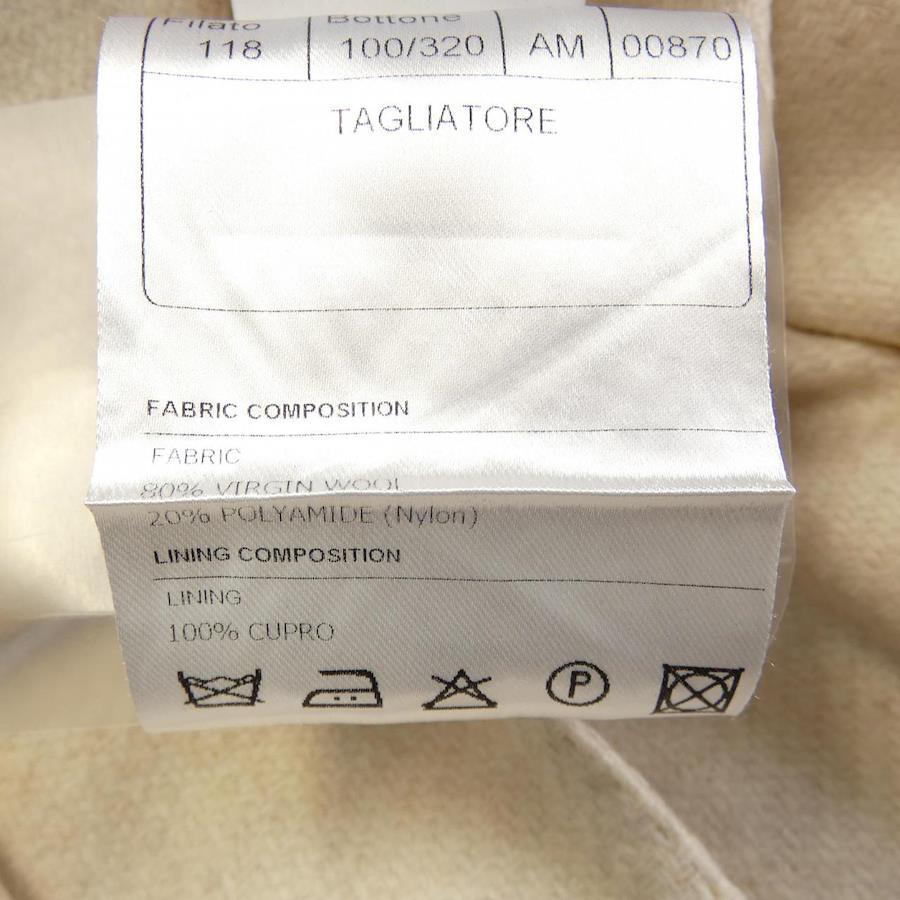 Filato Bottone
118 100/320 AM 00870
TAGLIATORE
FABRIC COMPOSITION
FABRIC
80% VIRGIN WOOL
20% POLYAMIDE (Nylon)
LINING COMPOSITION
LINING
100% CUPRO
P